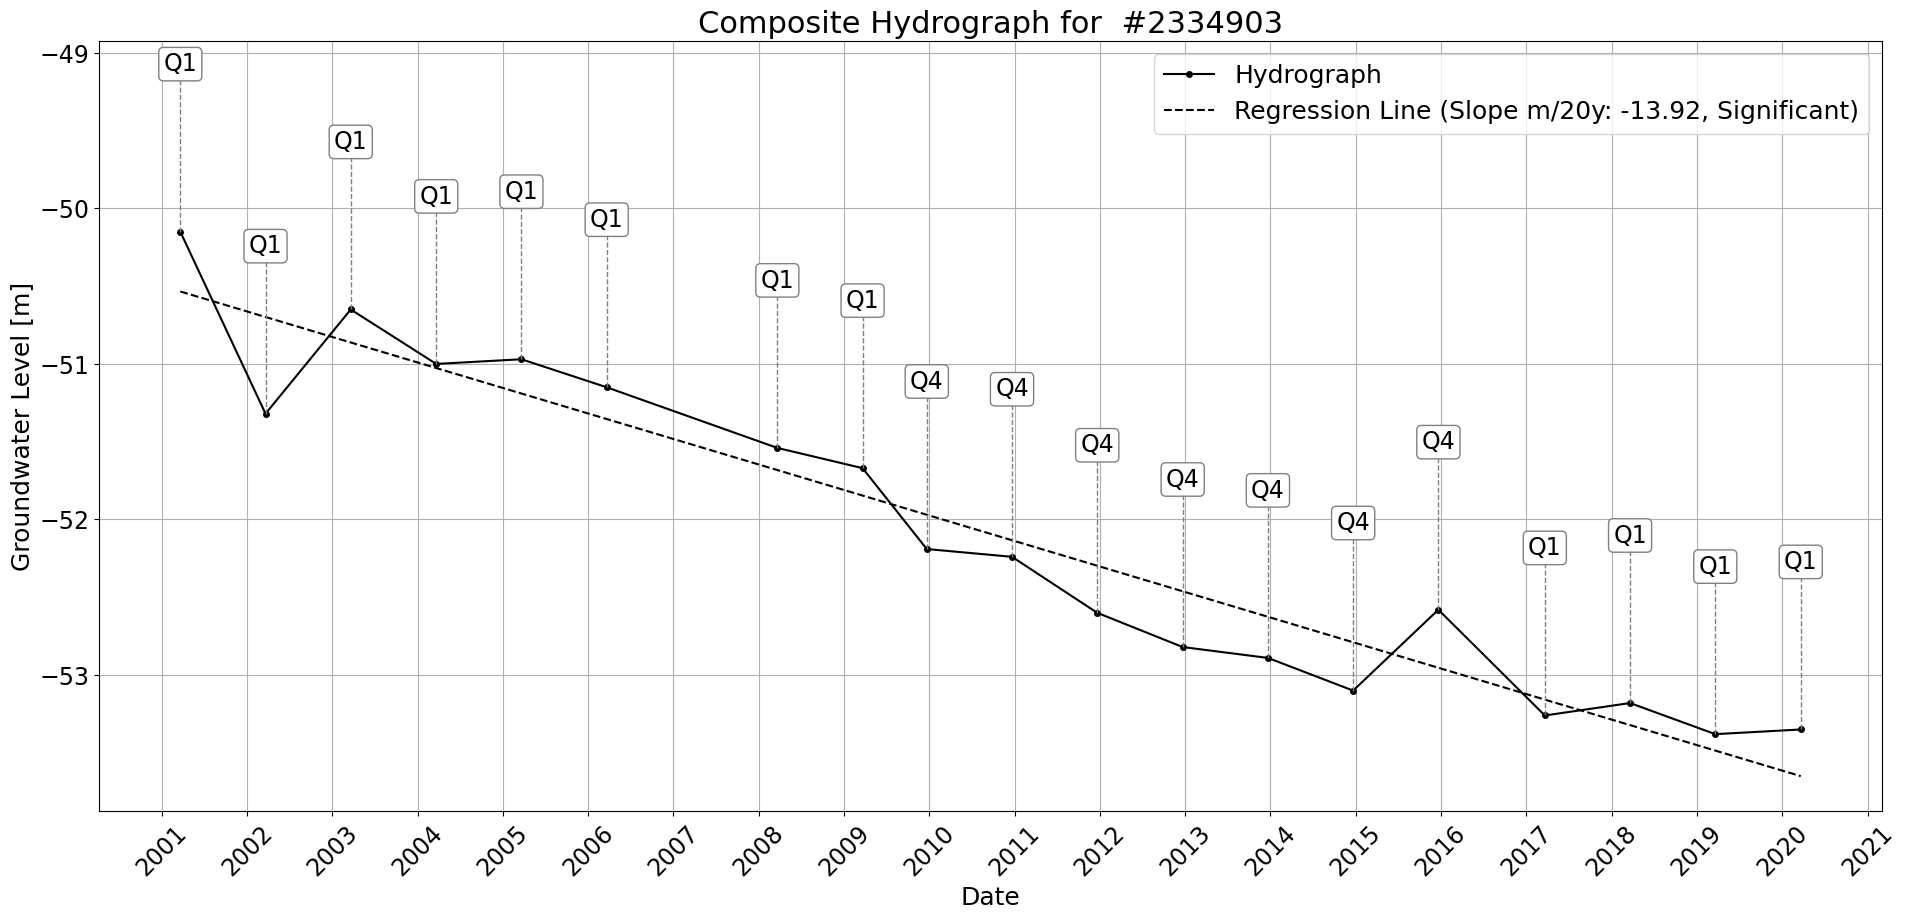 Composite Hydrograph for  #2334903
Hydrograph
Regression Line (Slope m/20y: -13.92, Significant)
Groundwater Level [m]
−49
−50
−51
−52
−53
Q1
Q1
Q1
Q1
Q1
Q1
Q1
Q1
Q4
Q4
Q4
Q4
Q4
Q4
Q4
Q1
Q1
Q1
Q1
2001
2002
2003
2004
2005
2006
2007
2008
2009
2010
2011
2012
2013
2014
2015
2016
2017
2018
2019
2020
2021
Date